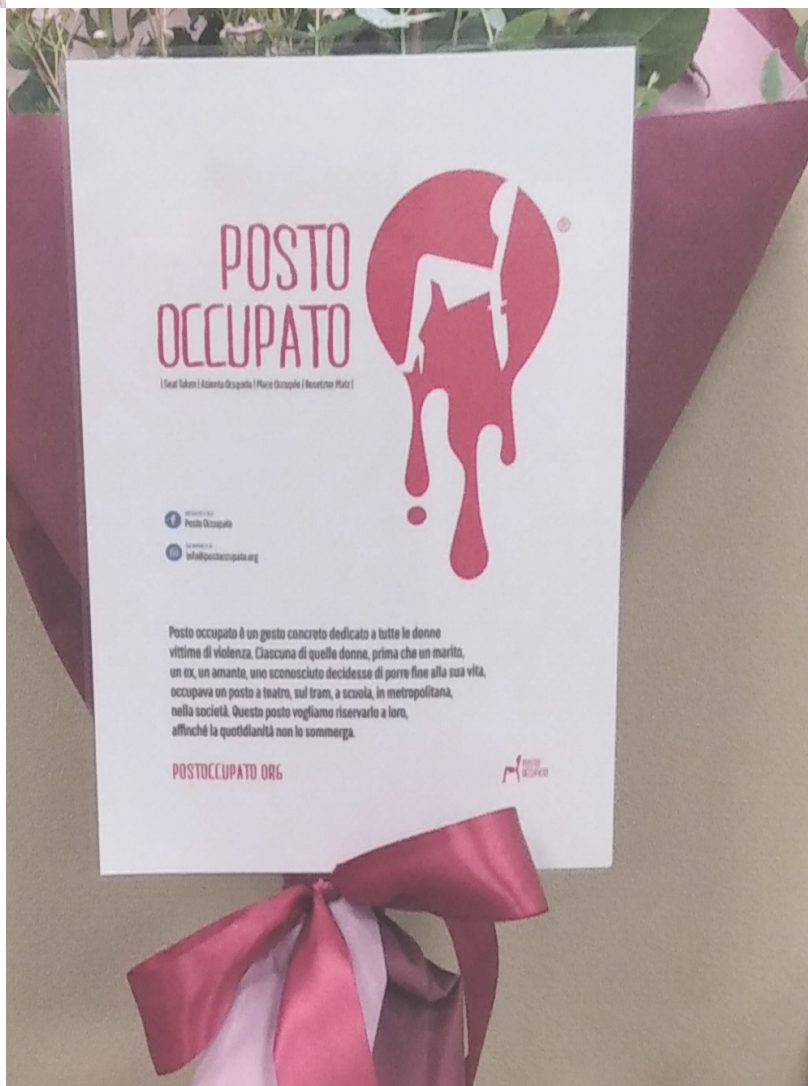 POSTO
OCCUPATO
| Seat Taken | Asiento Ocupado | Place Occupée | Besetzter Platz |
®
Posto Occupato
info@postoccupato.org
Posto occupato è un gesto concreto dedicato a tutte le donne
vittime di violenza. Ciascuna di quelle donne, prima che un marito,
un ex, un amante, uno sconosciuto decidesse di porre fine alla sua vita,
occupava un posto a teatro, sul tram, a scuola, in metropolitana,
nella società. Questo posto vogliamo riservarlo a loro,
affinché la quotidianità non lo sommerga.
POSTOCCUPATO ORG
POSTO
OCCUPATO